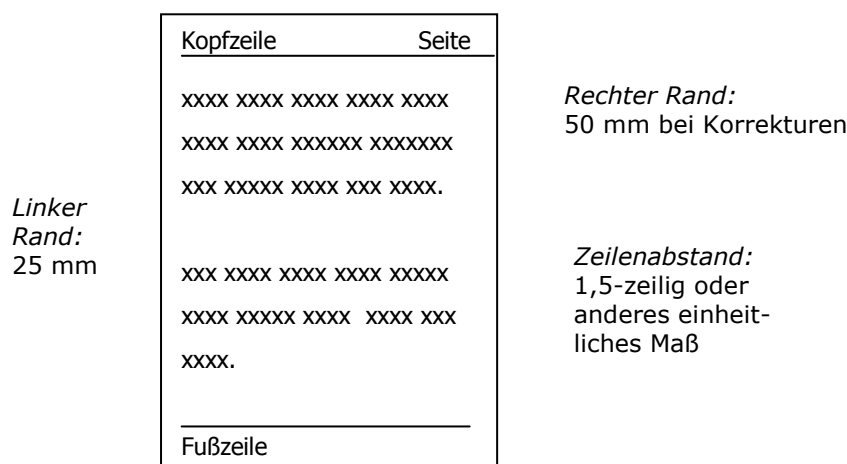 Kopfzeile Seite
xxxx xxxx xxxx xxxx xxxx
xxxx xxxx xxxxxx xxxxxxx
xxx xxxxx xxxx xxx xxxx.
xxx xxxx xxxx xxxx xxxxx
xxxx xxxxx xxxx xxxx xxx
xxxx.
Fußzeile
Linker
Rand:
25 mm
Rechter Rand:
50 mm bei Korrekturen
Zeilenabstand:
1,5-zeilig oder
anderes einheit-
liches Maß